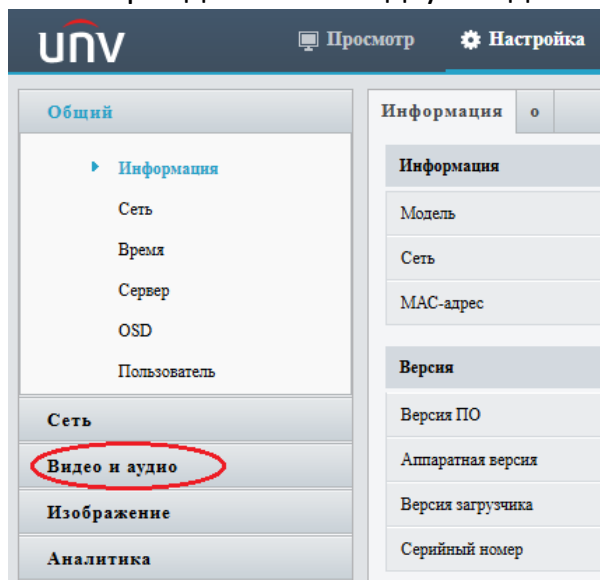 unv
Просмотр
Настройка
Общий
Информация
Сеть
Время
Сервер
OSD
Пользователь
Сеть
Видео и аудио
Изображение
Аналитика
Информация о
Информация
Модель
Сеть
MAC-адрес
Версия
Версия ПО
Аппаратная версия
Версия загрузчика
Серийный номер